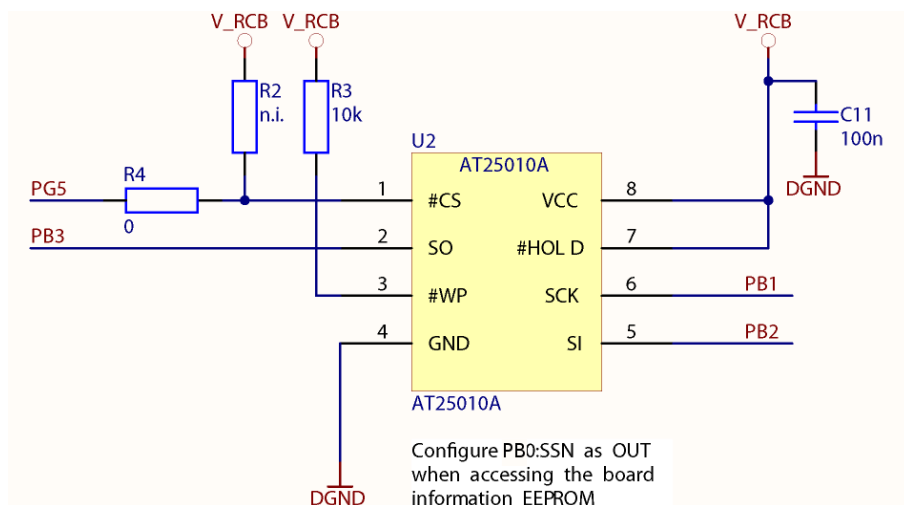 V_RCB
V_RCB
V_RCB
R2
n.i.
R3
10k
C11
100n
DGND
U2
AT25010A
R4
0
PG5
1
#CS
VCC
8
PB3
2
SO
#HOL D
7
3
#WP
SCK
6
PB1
4
GND
SI
5
PB2
AT25010A
DGND
Configure PB0:SSN as OUT
when accessing the board
information EEPROM